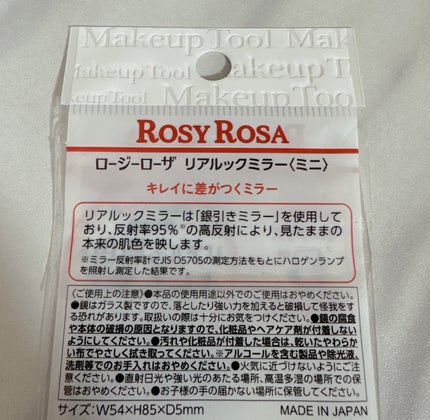 MakeupTool Mak
MakeupTool MakeupT
keupTool MakeupTool
ROSY ROSA
ロージーローザ リアルックミラー〈ミニ〉
キレイに差がつくミラー
リアルックミラーは「銀引きミラー」を使用して
おり、反射率95%※の高反射により、見たままの
本来の肌色を映します。
※ミラー反射率計でJIS D5705の測定方法をもとにハロゲンランプ
を照射し測定した結果です。
〈ご使用上の注意〉●本品の使用用途以外でのご使用はおやめください。
●鏡はガラス製ですので、落としたり強い力を加えると破損して怪我をす
る恐れがあります。取扱いの際は十分にお気をつけください。●鏡の腐食
や本体の破損の原因となりますので、化粧品やヘアケア剤が付着しない
ようにしてください。●汚れや化粧品が付着した場合は、乾いたやわらか
い布でやさしく拭き取ってください。※アルコールを含む製品や除光液、
洗剤等でのお手入れはおやめください。●火気に近づけないようにご注
意ください。●直射日光や強い光のあたる場所、高温多湿の場所での保
管はおやめください。●お子様の手の届かない場所に保管してください。
サイズ:W54×H85×D5mm MADE IN JAPAN